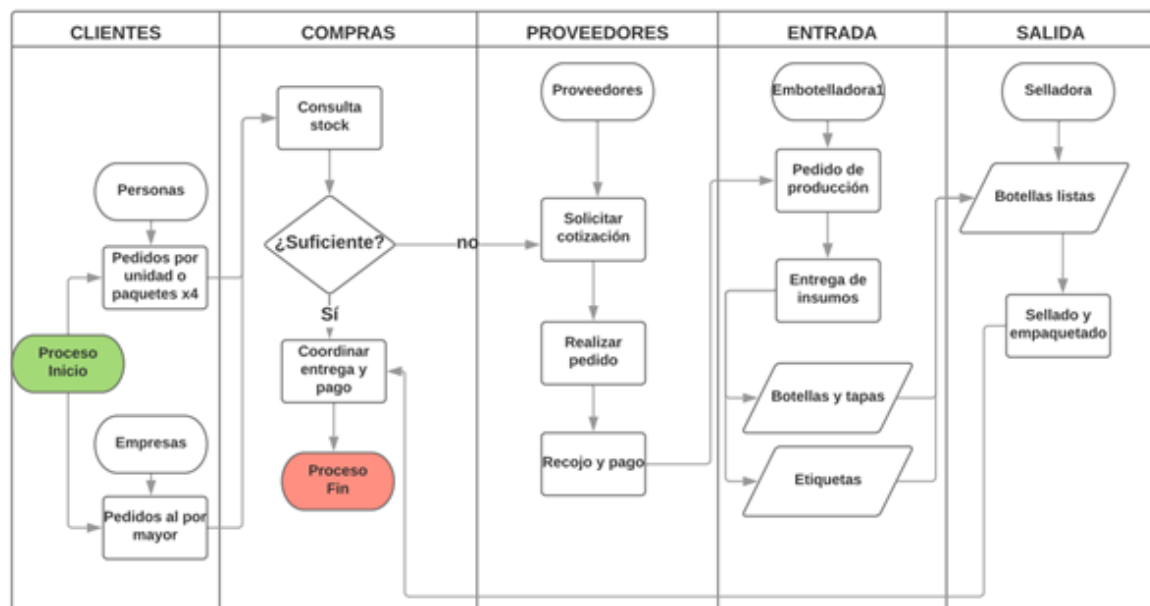 CLIENTES
COMPRAS
PROVEEDORES
ENTRADA
SALIDA
Personas
Pedidos por
unidad o
paquetes x4
Proceso
Inicio
Empresas
Pedidos al por
mayor
Consulta
stock
¿Suficiente?
no
Sí
Coordinar
entrega y
pago
Proceso
Fin
Proveedores
Solicitar
cotización
Realizar
pedido
Recojo y pago
Embotelladora1
Pedido de
producción
Entrega de
insumos
Botellas y tapas
Etiquetas
Selladora
Botellas listas
Sellado y
empaquetado